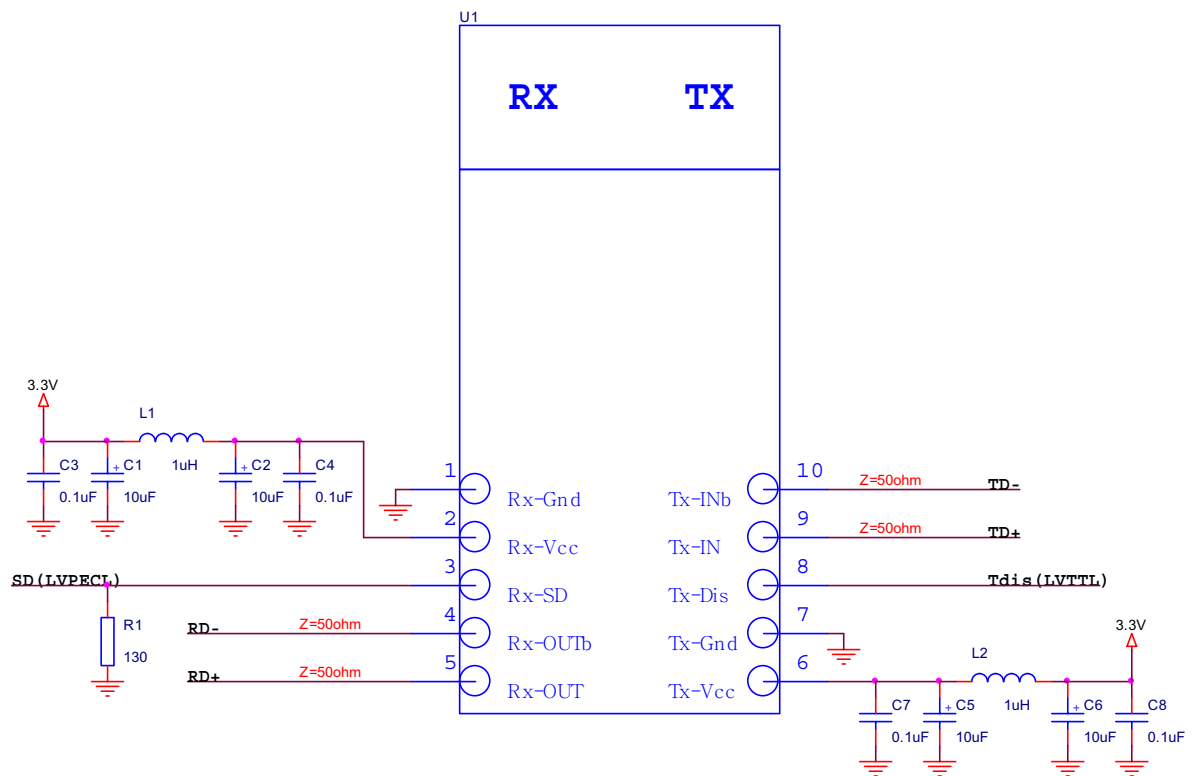 U1
RX TX
3.3V
L1
1uH
C3
0.1uF
C1
10uF
C2
10uF
C4
0.1uF
1
Rx-Gnd
2
Rx-Vcc
SD(LVPECL)
3
Rx-SD
R1
130
RD-
Z=50ohm
4
Rx-OUTb
RD+
Z=50ohm
5
Rx-OUT
10
Tx-INb
Z=50ohm
TD-
9
Tx-IN
Z=50ohm
TD+
8
Tx-Dis
Tdis(LVTTL)
7
Tx-Gnd
6
Tx-Vcc
3.3V
L2
1uH
C7
0.1uF
+
C5
10uF
+
C6
10uF
C8
0.1uF